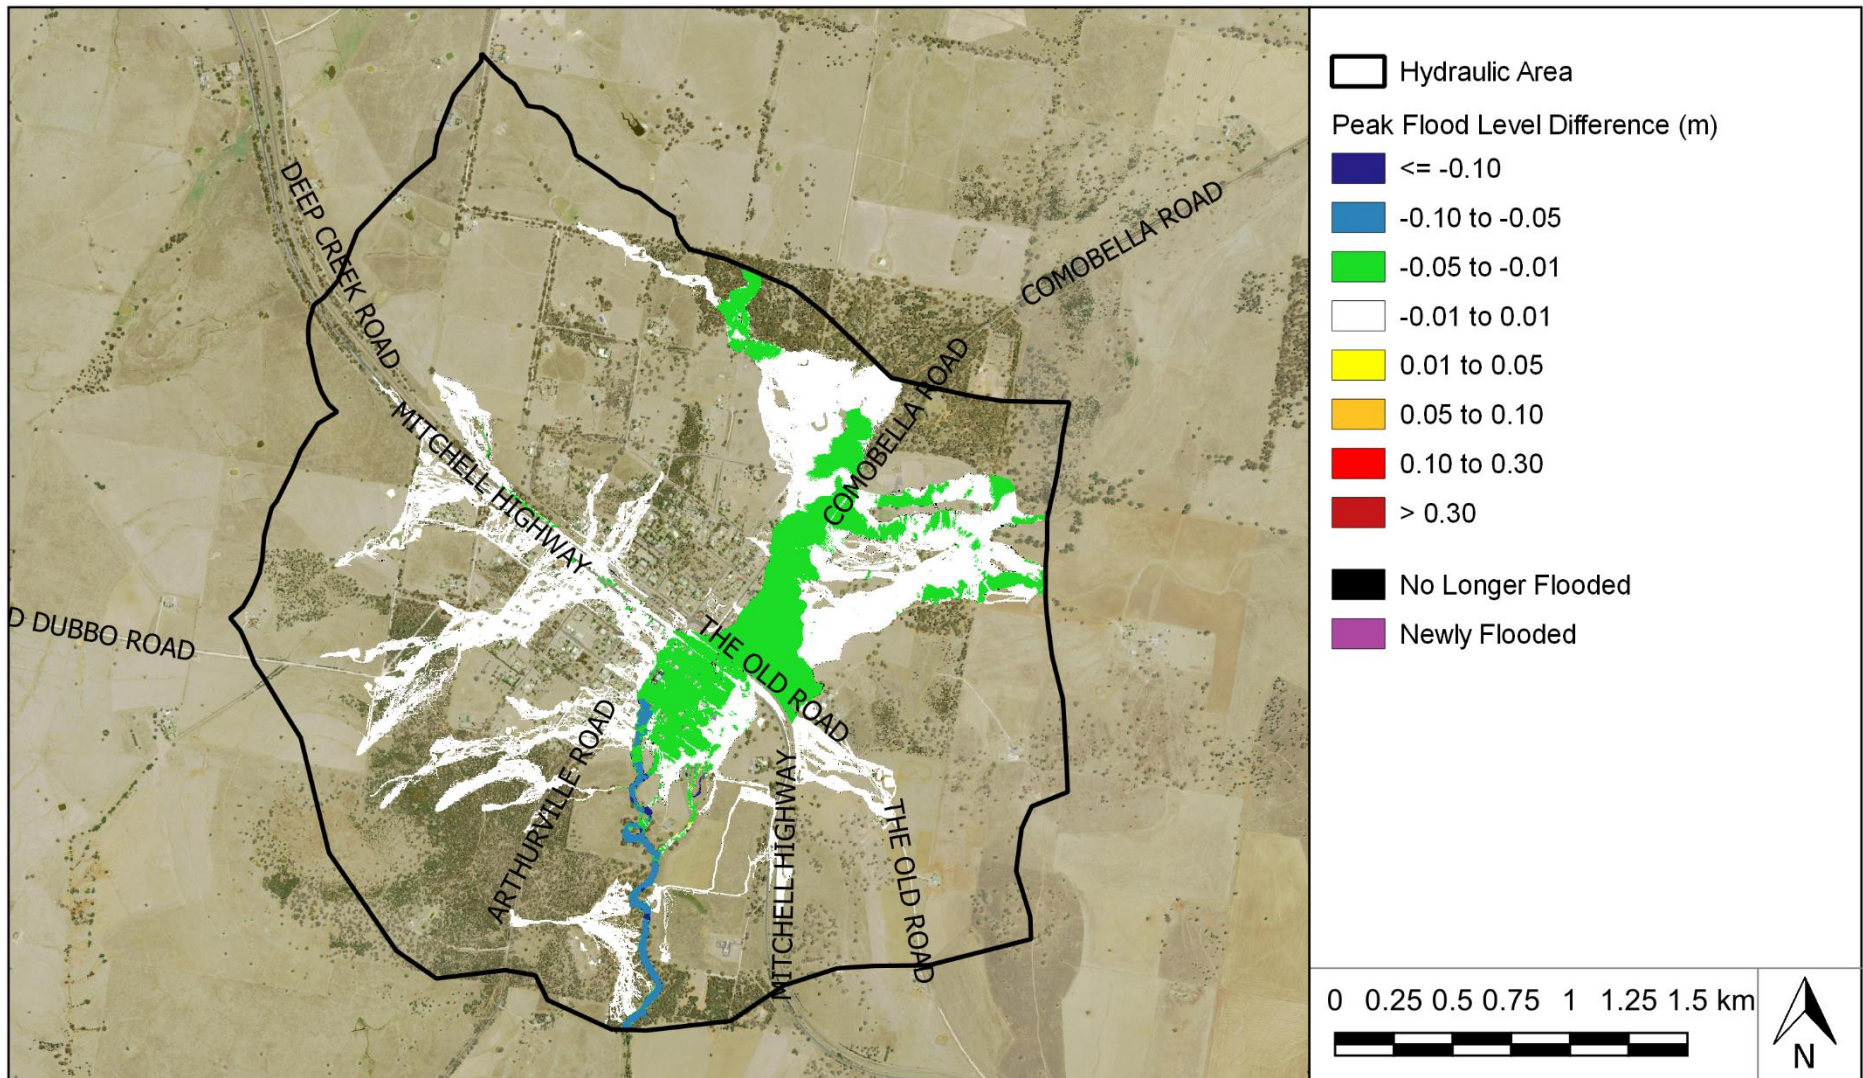 DEEP CREEK ROAD
COMOBELLA ROAD
COMOBELLA ROAD
MITCHELL HIGHWAY
D DUBBO ROAD
THE OLD ROAD
ARTHURVILLE ROAD
MITCHELL HIGHWAY
THE OLD ROAD
Hydraulic Area
Peak Flood Level Difference (m)
<= -0.10
-0.10 to -0.05
-0.05 to -0.01
-0.01 to 0.01
0.01 to 0.05
0.05 to 0.10
0.10 to 0.30
> 0.30
No Longer Flooded
Newly Flooded
0 0.25 0.5 0.75 1 1.25 1.5 km
N